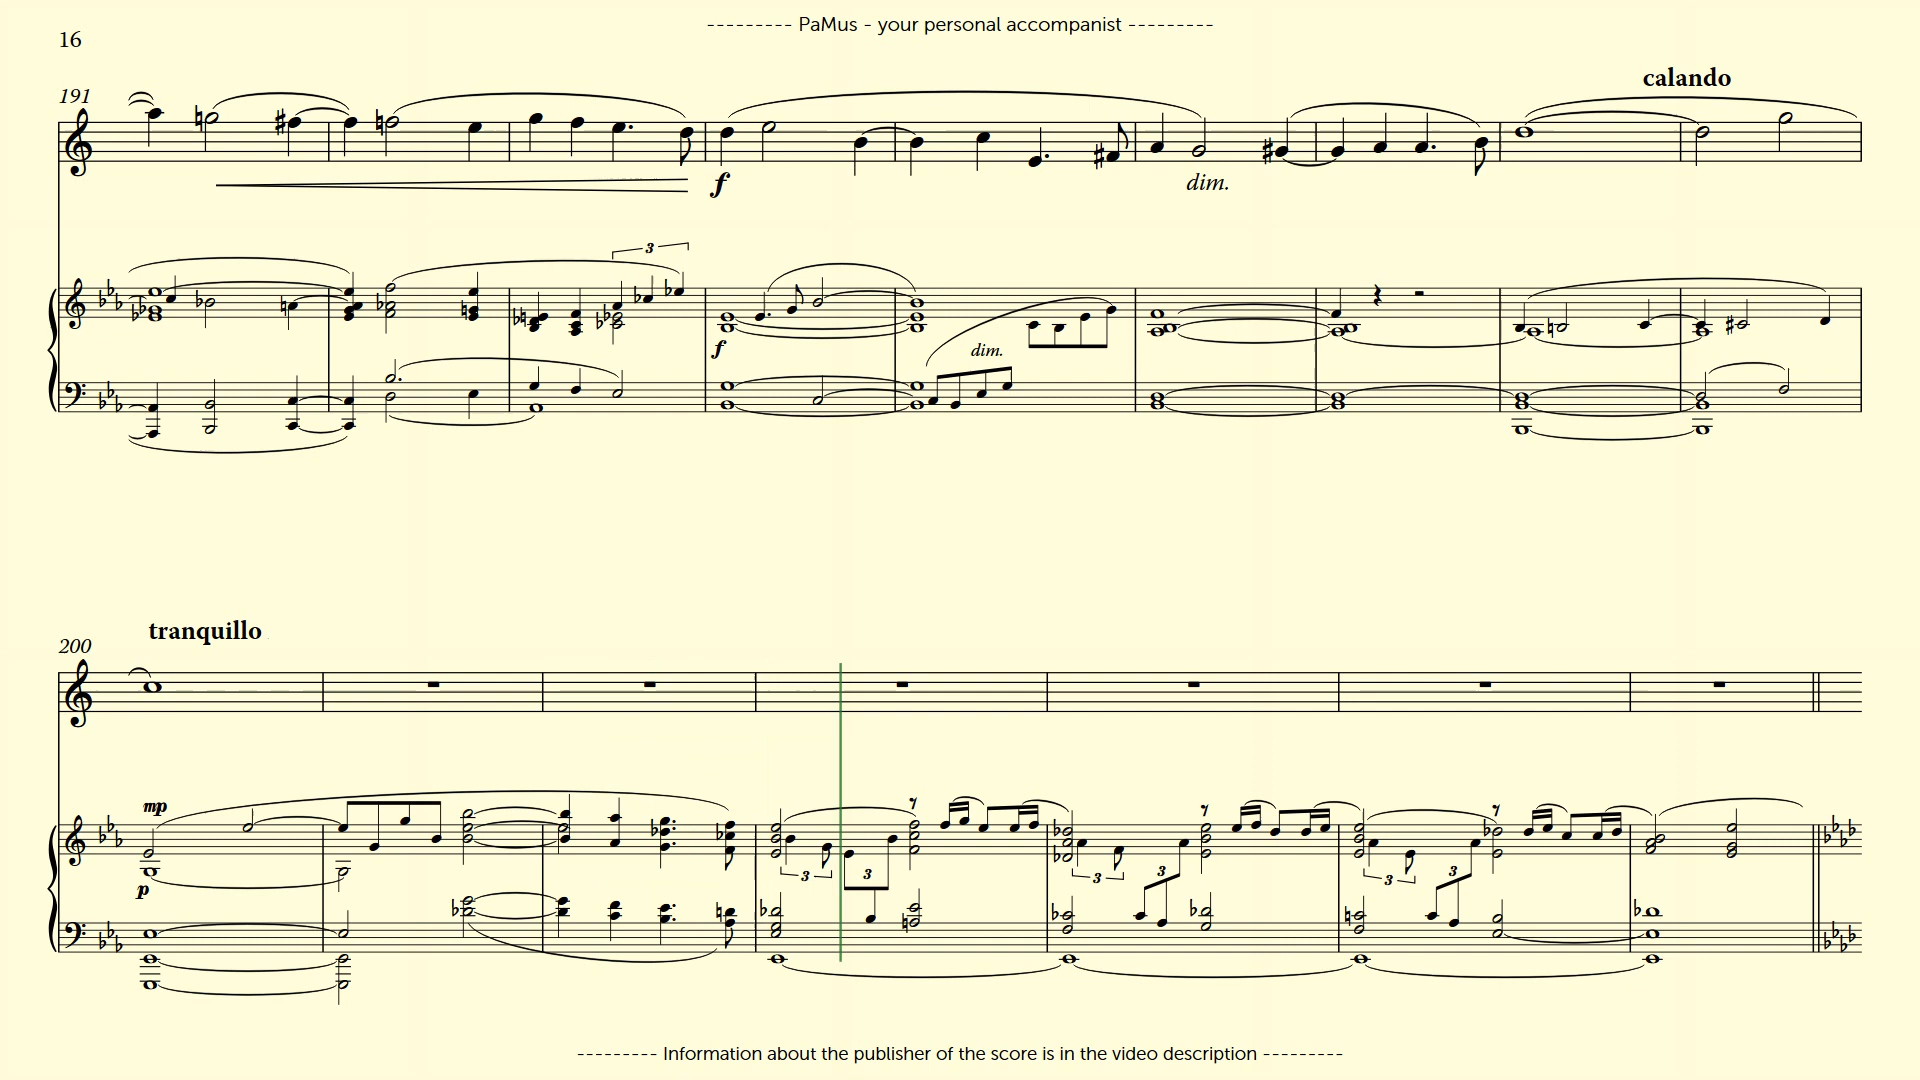 --------- PaMus - your personal accompanist ---------
16
calando
191
3
f
dim.
f
dim.
tranquillo
200
mp
p
3
3
3
3
3
3
--------- Information about the publisher of the score is in the video description ---------